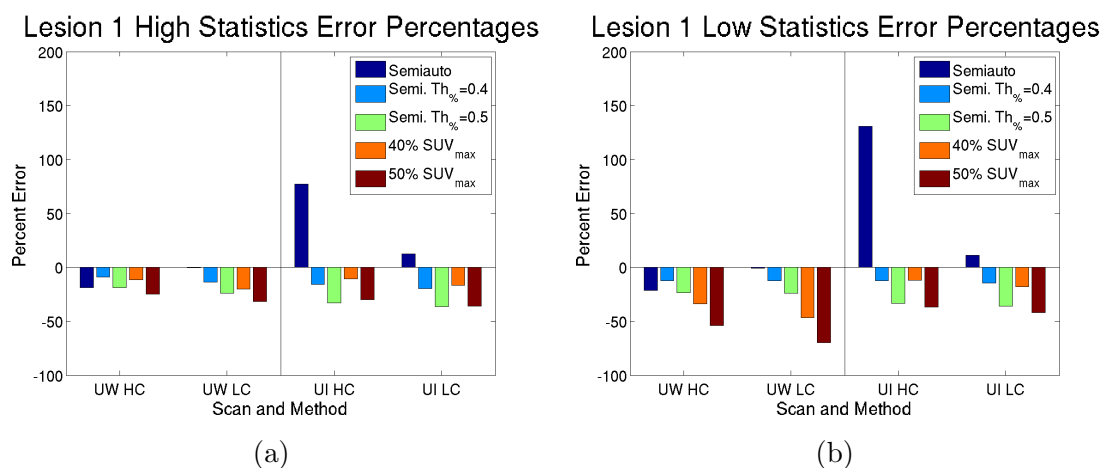 Lesion 1 High Statistics Error Percentages
200
150
100
50
0
-50
-100
Percent Error
Semiauto
Semi. Th%=0.4
Semi. Th%=0.5
40% SUVmax
50% SUVmax
UW HC
UW LC
UI HC
UI LC
Scan and Method
(a)
Lesion 1 Low Statistics Error Percentages
200
150
100
50
0
-50
-100
Percent Error
Semiauto
Semi. Th%=0.4
Semi. Th%=0.5
40% SUVmax
50% SUVmax
UW HC
UW LC
UI HC
UI LC
Scan and Method
(b)